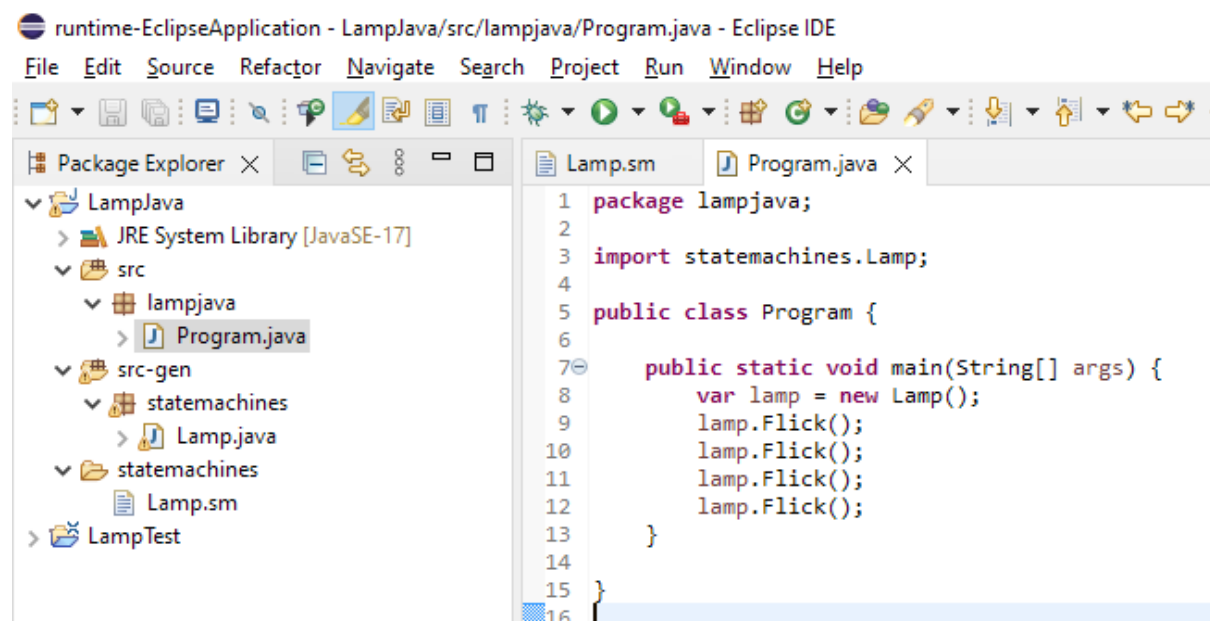 runtime-EclipseApplication - LampJava/src/lampjava/Program.java - Eclipse IDE
File Edit Source Refactor Navigate Search Project Run Window Help
Package Explorer
LampJava
JRE System Library [JavaSE-17]
src
lampjava
Program.java
src-gen
statemachines
Lamp.java
statemachines
Lamp.sm
LampTest
Lamp.sm Program.java
1 package lampjava;
2
3 import statemachines.Lamp;
4
5 public class Program {
6
7 public static void main(String[] args) {
8 var lamp = new Lamp();
9 lamp.Flick();
10 lamp.Flick();
11 lamp.Flick();
12 lamp.Flick();
13 }
14
15 }
16